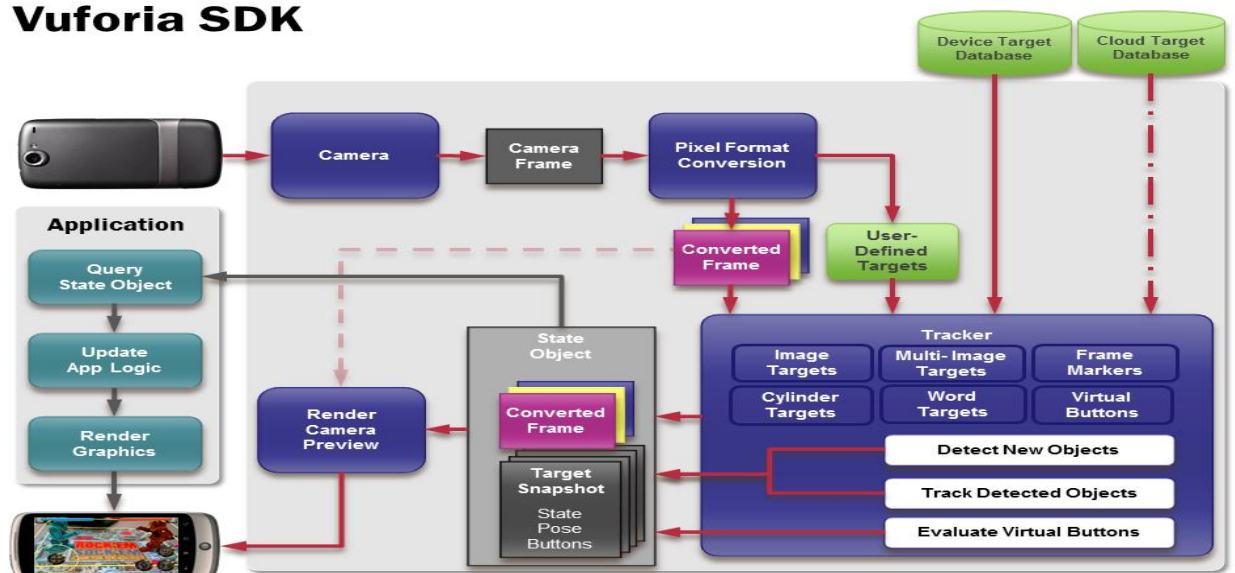 Vuforia SDK
Device Target
Database
Cloud Target
Database
Camera
Camera
Frame
Pixel Format
Conversion
Application
Query
State Object
Update
App Logic
Render
Graphics
Converted
Frame
User-
Defined
Targets
State
Object
Converted
Frame
Target
Snapshot
State
Pose
Buttons
Render
Camera
Preview
Tracker
Image
Targets
Multi- Image
Targets
Frame
Markers
Cylinder
Targets
Word
Targets
Virtual
Buttons
Detect New Objects
Track Detected Objects
Evaluate Virtual Buttons